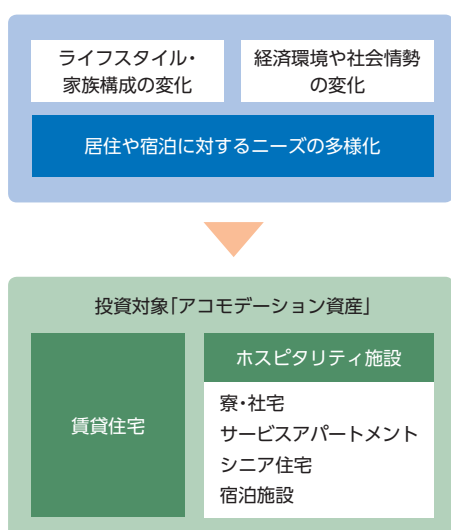 ライフスタイル・
家族構成の変化
経済環境や社会情勢
の変化
居住や宿泊に対するニーズの多様化
投資対象「アコモデーション資産」
賃貸住宅
ホスピタリティ施設
寮・社宅
サービスアパートメント
シニア住宅
宿泊施設